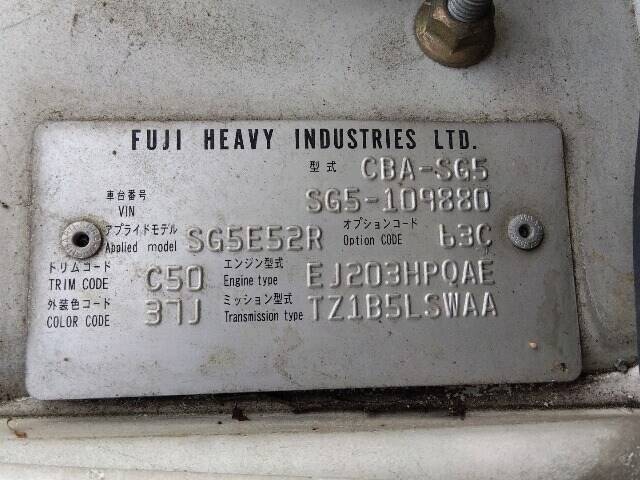 FUJI HEAVY INDUSTRIES LTD.
型式 CBA-SG5
車台番号 SG5-109880
VIN
アプライドモデル オプションコード
Applied model SG5E52R Option CODE 63C
トリムコード エンジン型式
TRIM CODE C50 Engine type EJ203HPQAE
外装色コード ミッション型式
COLOR CODE 37J Transmission type TZ1B5LSWAA